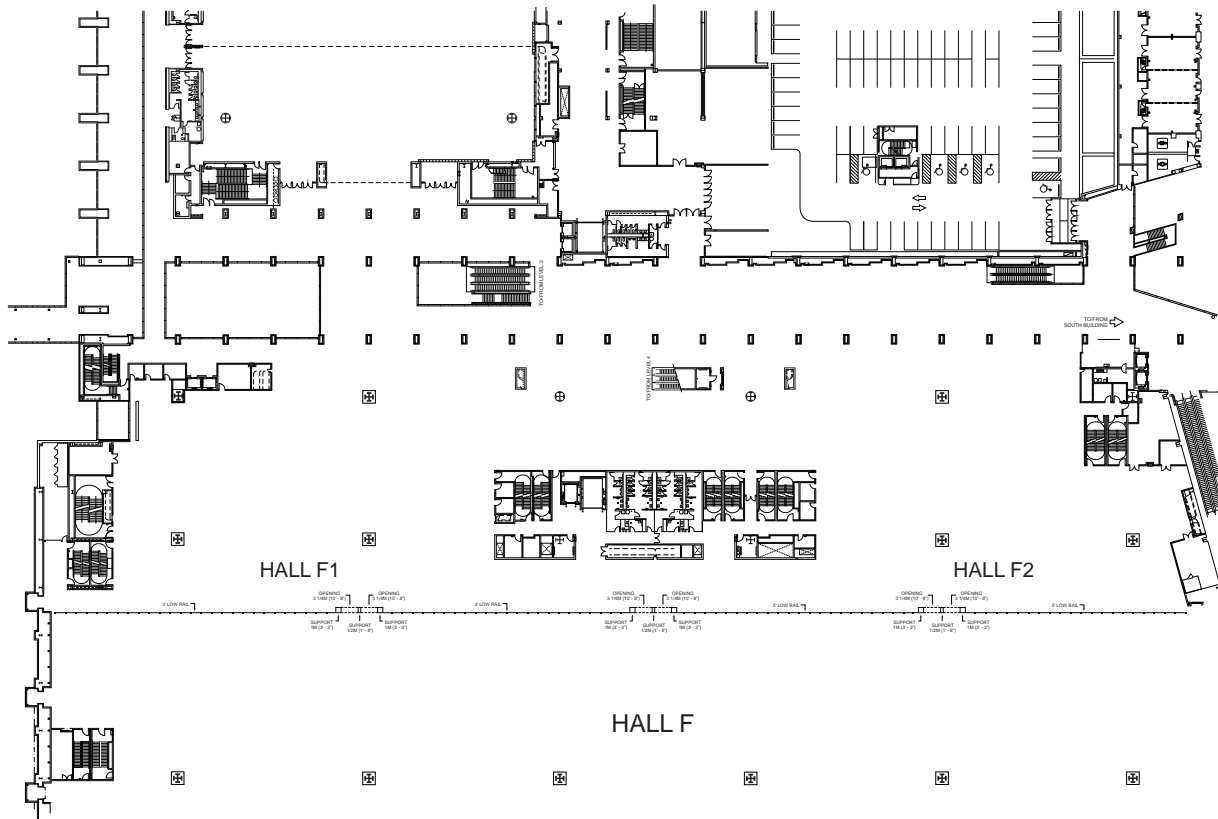 TO/FROM LEVEL 2
TO/FROM
SOUTH BUILDING
TO/FROM LEVEL 4
HALL F1
HALL F2
OPENING
3 1/4M (10' - 8")
OPENING
3 1/4M (10' - 8")
OPENING
3 1/4M (10' - 8")
OPENING
3 1/4M (10' - 8")
OPENING
3 1/4M (10' - 8")
OPENING
3 1/4M (10' - 8")
3' LOW RAIL
3' LOW RAIL
3' LOW RAIL
3' LOW RAIL
SUPPORT
1M (3' - 3")
SUPPORT
1/2M (1' - 8")
SUPPORT
1M (3' - 3")
SUPPORT
1M (3' - 3")
SUPPORT
1/2M (1' - 8")
SUPPORT
1M (3' - 3")
SUPPORT
1M (3' - 3")
SUPPORT
1/2M (1' - 8")
SUPPORT
1M (3' - 3")
HALL F